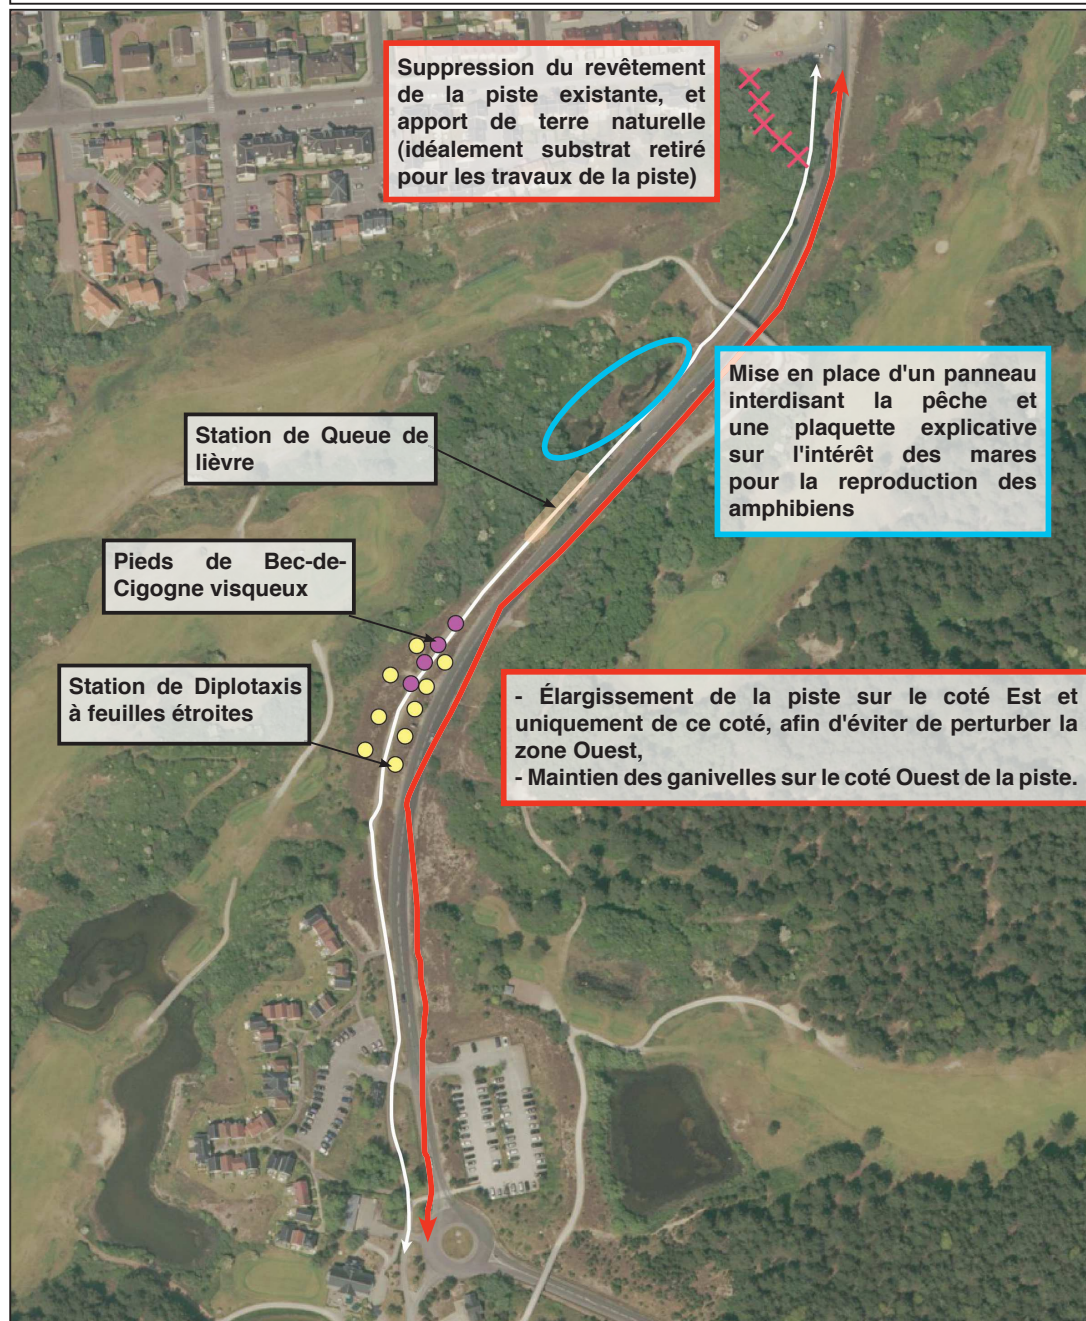 Suppression du revêtement
de la piste existante, et
apport de terre naturelle
(idéalement substrat retiré
pour les travaux de la piste)
Mise en place d'un panneau
interdisant la pêche et
une plaquette explicative
sur l'intérêt des mares
pour la reproduction des
amphibiens
Station de Queue de
lièvre
Pieds de Bec-de-
Cigogne visqueux
Station de Diplotaxis
à feuilles étroites
- Élargissement de la piste sur le coté Est et
uniquement de ce coté, afin d'éviter de perturber la
zone Ouest,
- Maintien des ganivelles sur le coté Ouest de la piste.